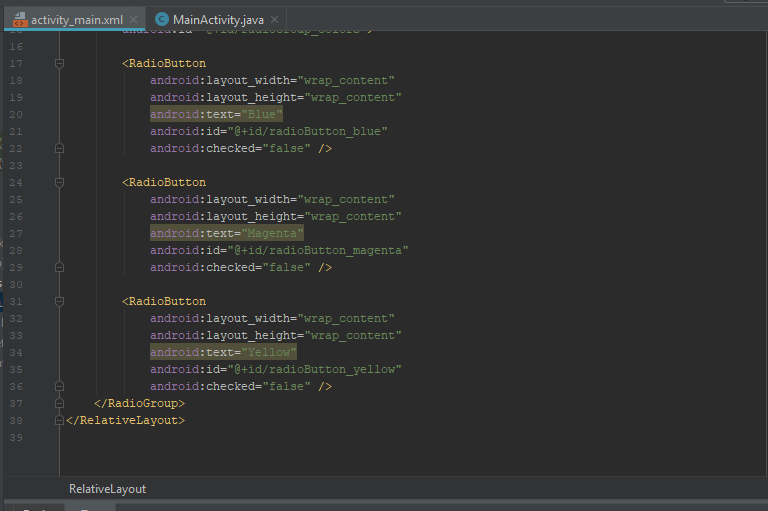 activity_main.xml
MainActivity.java
android:id="@+id/radioGroup_colors">
16
17 <RadioButton
18 android:layout_width="wrap_content"
19 android:layout_height="wrap_content"
20 android:text="Blue"
21 android:id="@+id/radioButton_blue"
22 android:checked="false" />
23
24 <RadioButton
25 android:layout_width="wrap_content"
26 android:layout_height="wrap_content"
27 android:text="Magenta"
28 android:id="@+id/radioButton_magenta"
29 android:checked="false" />
30
31 <RadioButton
32 android:layout_width="wrap_content"
33 android:layout_height="wrap_content"
34 android:text="Yellow"
35 android:id="@+id/radioButton_yellow"
36 android:checked="false" />
37 </RadioGroup>
38 </RelativeLayout>
39
RelativeLayout